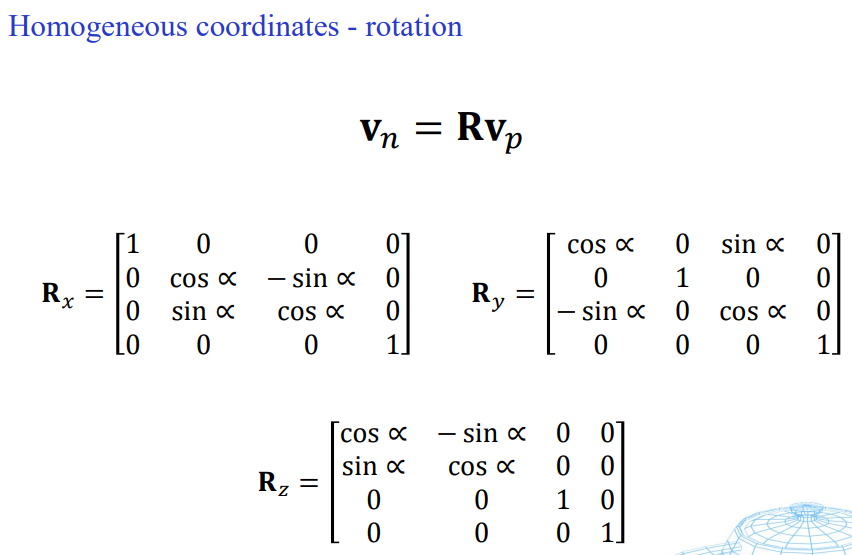 Homogeneous coordinates - rotation
𝐯ₙ = 𝐑𝐯ₚ
𝐑ₓ = [1 0 0 0
0 cos ∝ − sin ∝ 0
0 sin ∝ cos ∝ 0
0 0 0 1]
𝐑_y = [cos ∝ 0 sin ∝ 0
0 1 0 0
− sin ∝ 0 cos ∝ 0
0 0 0 1]
𝐑_z = [cos ∝ − sin ∝ 0 0
sin ∝ cos ∝ 0 0
0 0 1 0
0 0 0 1]